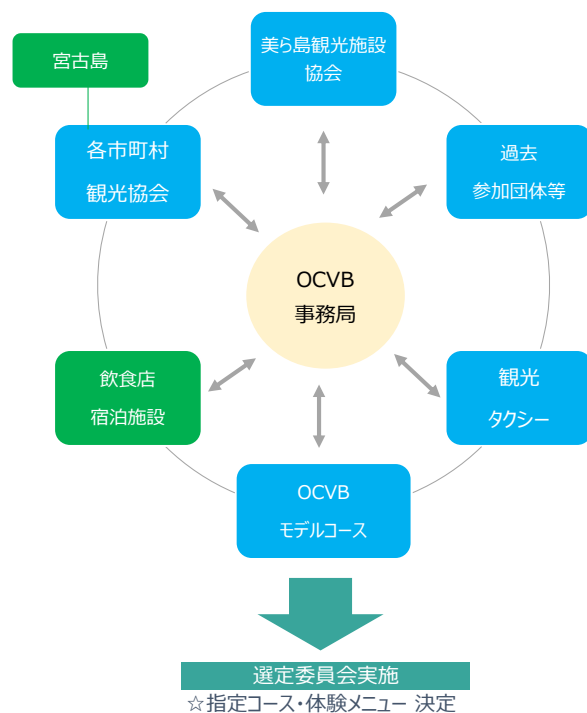 美ら島観光施設
協会
宮古島
各市町村
観光協会
過去
参加団体等
OCVB
事務局
飲食店
宿泊施設
観光
タクシー
OCVB
モデルコース
選定委員会実施
☆指定コース・体験メニュー 決定